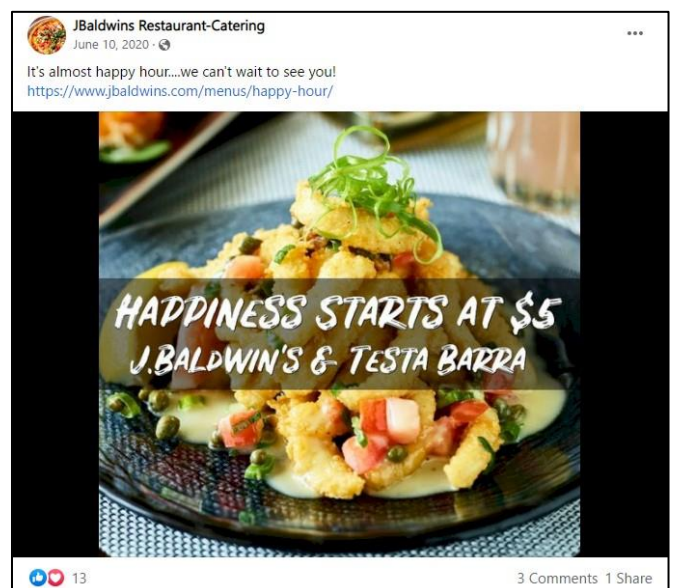 JBaldwins Restaurant-Catering
June 10, 2020 ·
It's almost happy hour....we can't wait to see you!
https://www.jbaldwins.com/menus/happy-hour/
HAPPINESS STARTS AT $5
J.BALDWIN'S & TESTA BARRA
13
3 Comments 1 Share